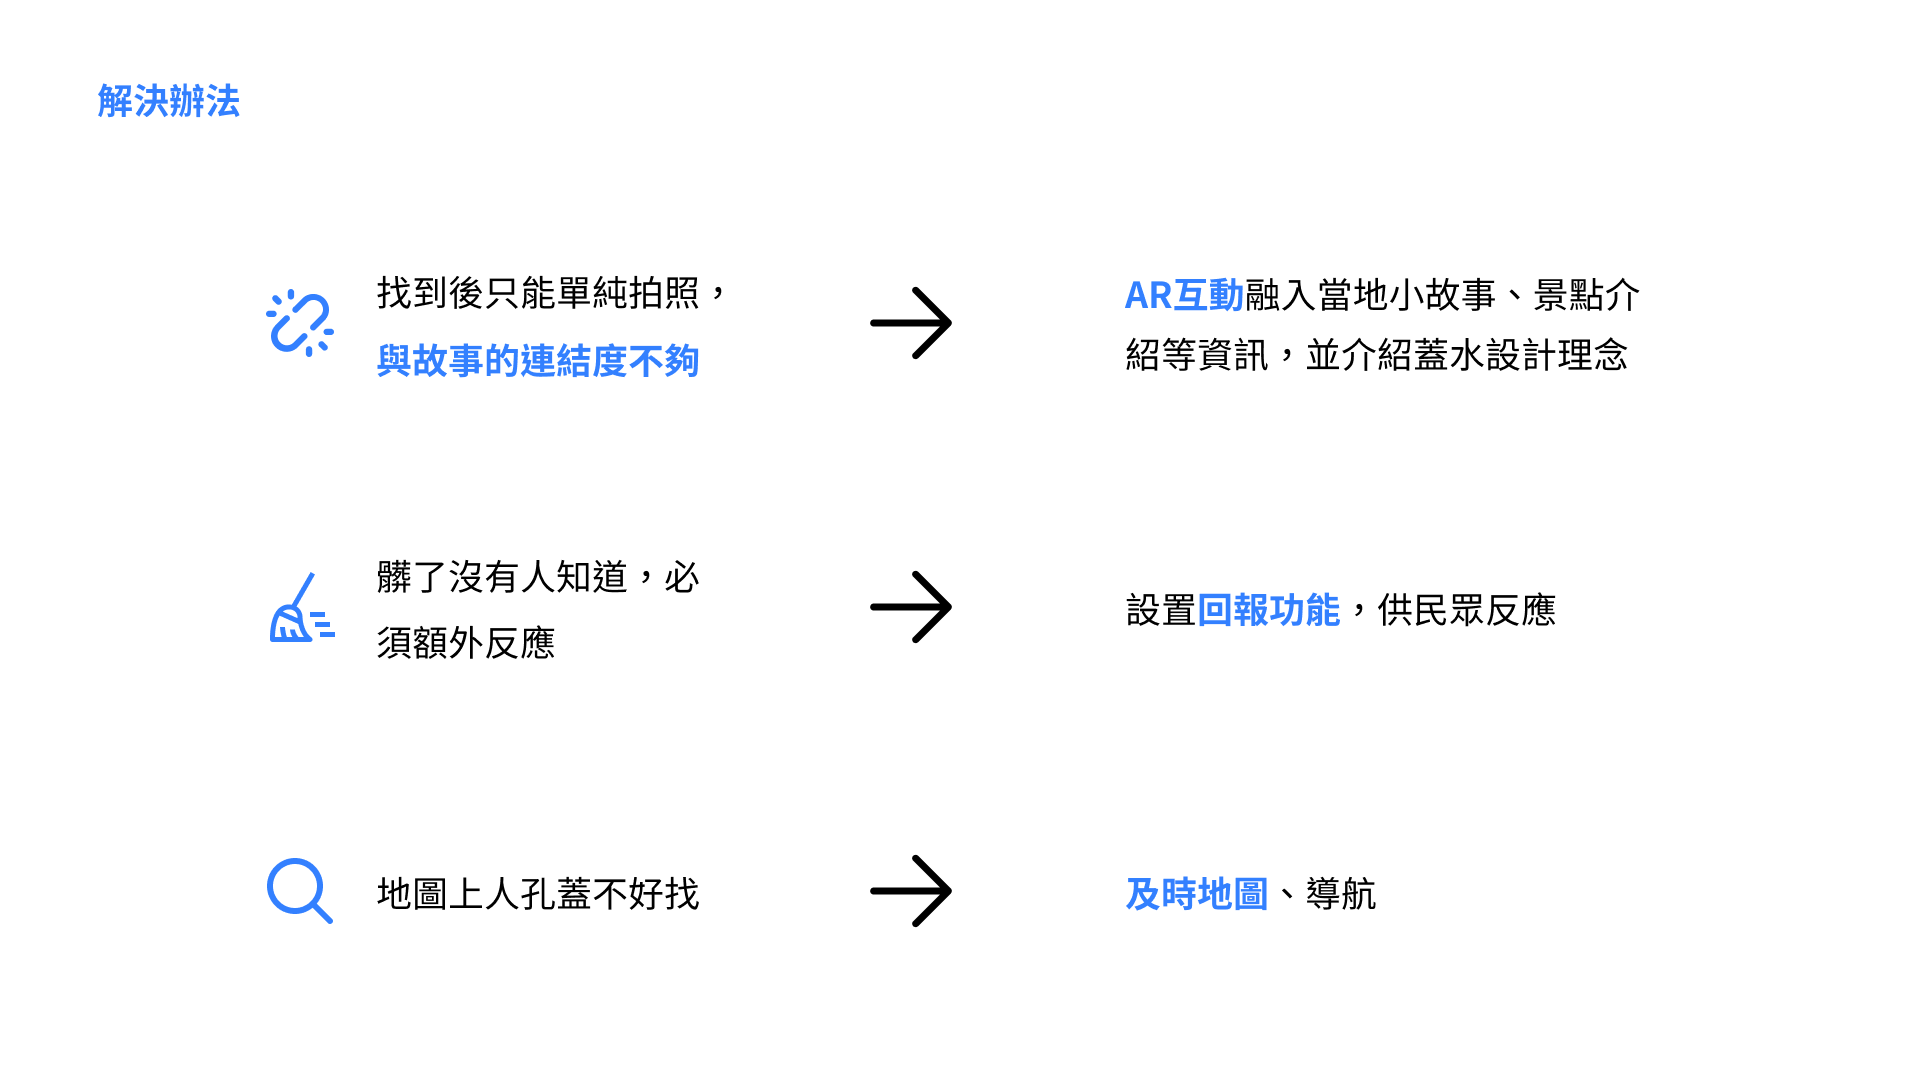 解決辦法
找到後只能單純拍照，
與故事的連結度不夠
AR互動融入當地小故事、景點介
紹等資訊，並介紹蓋水設計理念
髒了沒有人知道，必
須額外反應
設置回報功能，供民眾反應
地圖上人孔蓋不好找
及時地圖、導航